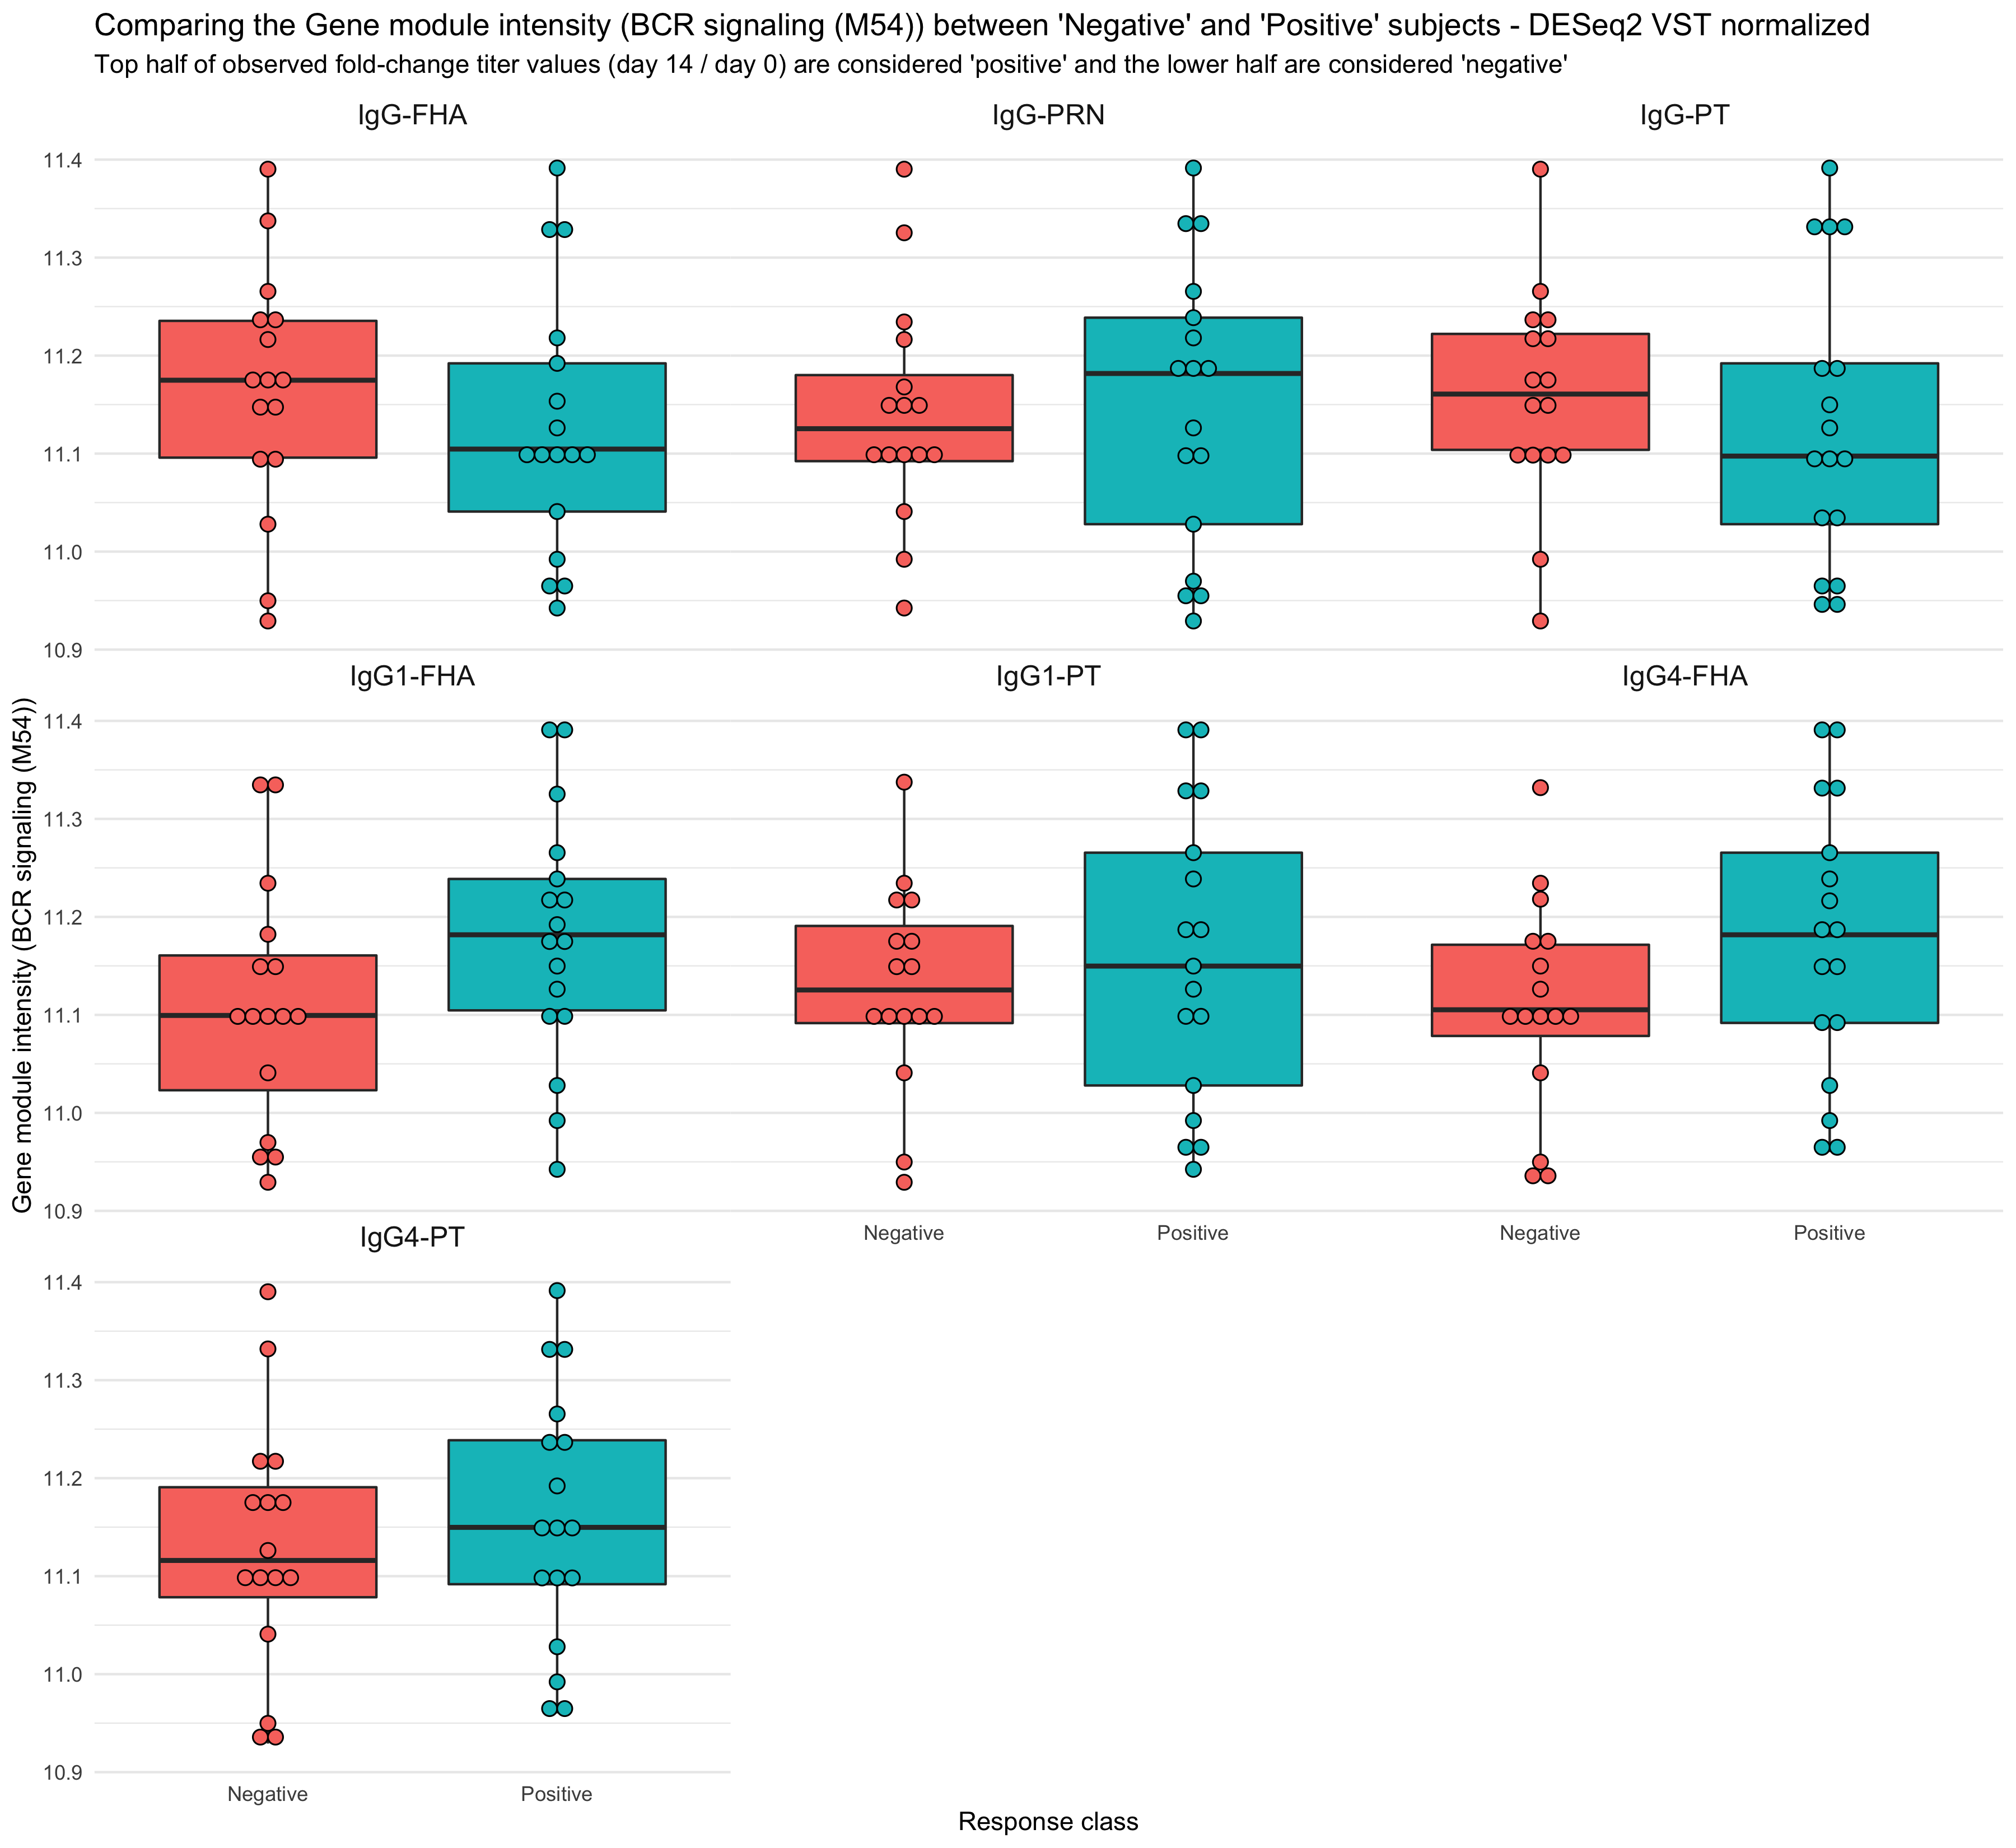 Comparing the Gene module intensity (BCR signaling (M54)) between 'Negative' and 'Positive' subjects - DESeq2 VST normalized
Top half of observed fold-change titer values (day 14 / day 0) are considered 'positive' and the lower half are considered 'negative'
IgG-FHA
IgG-PRN
IgG-PT
11.4
11.3
11.2
11.1
11.0
10.9
IgG1-FHA
IgG1-PT
IgG4-FHA
Gene module intensity (BCR signaling (M54))
11.4
11.3
11.2
11.1
11.0
10.9
Negative
Positive
Negative
Positive
IgG4-PT
11.4
11.3
11.2
11.1
11.0
10.9
Negative
Positive
Response class